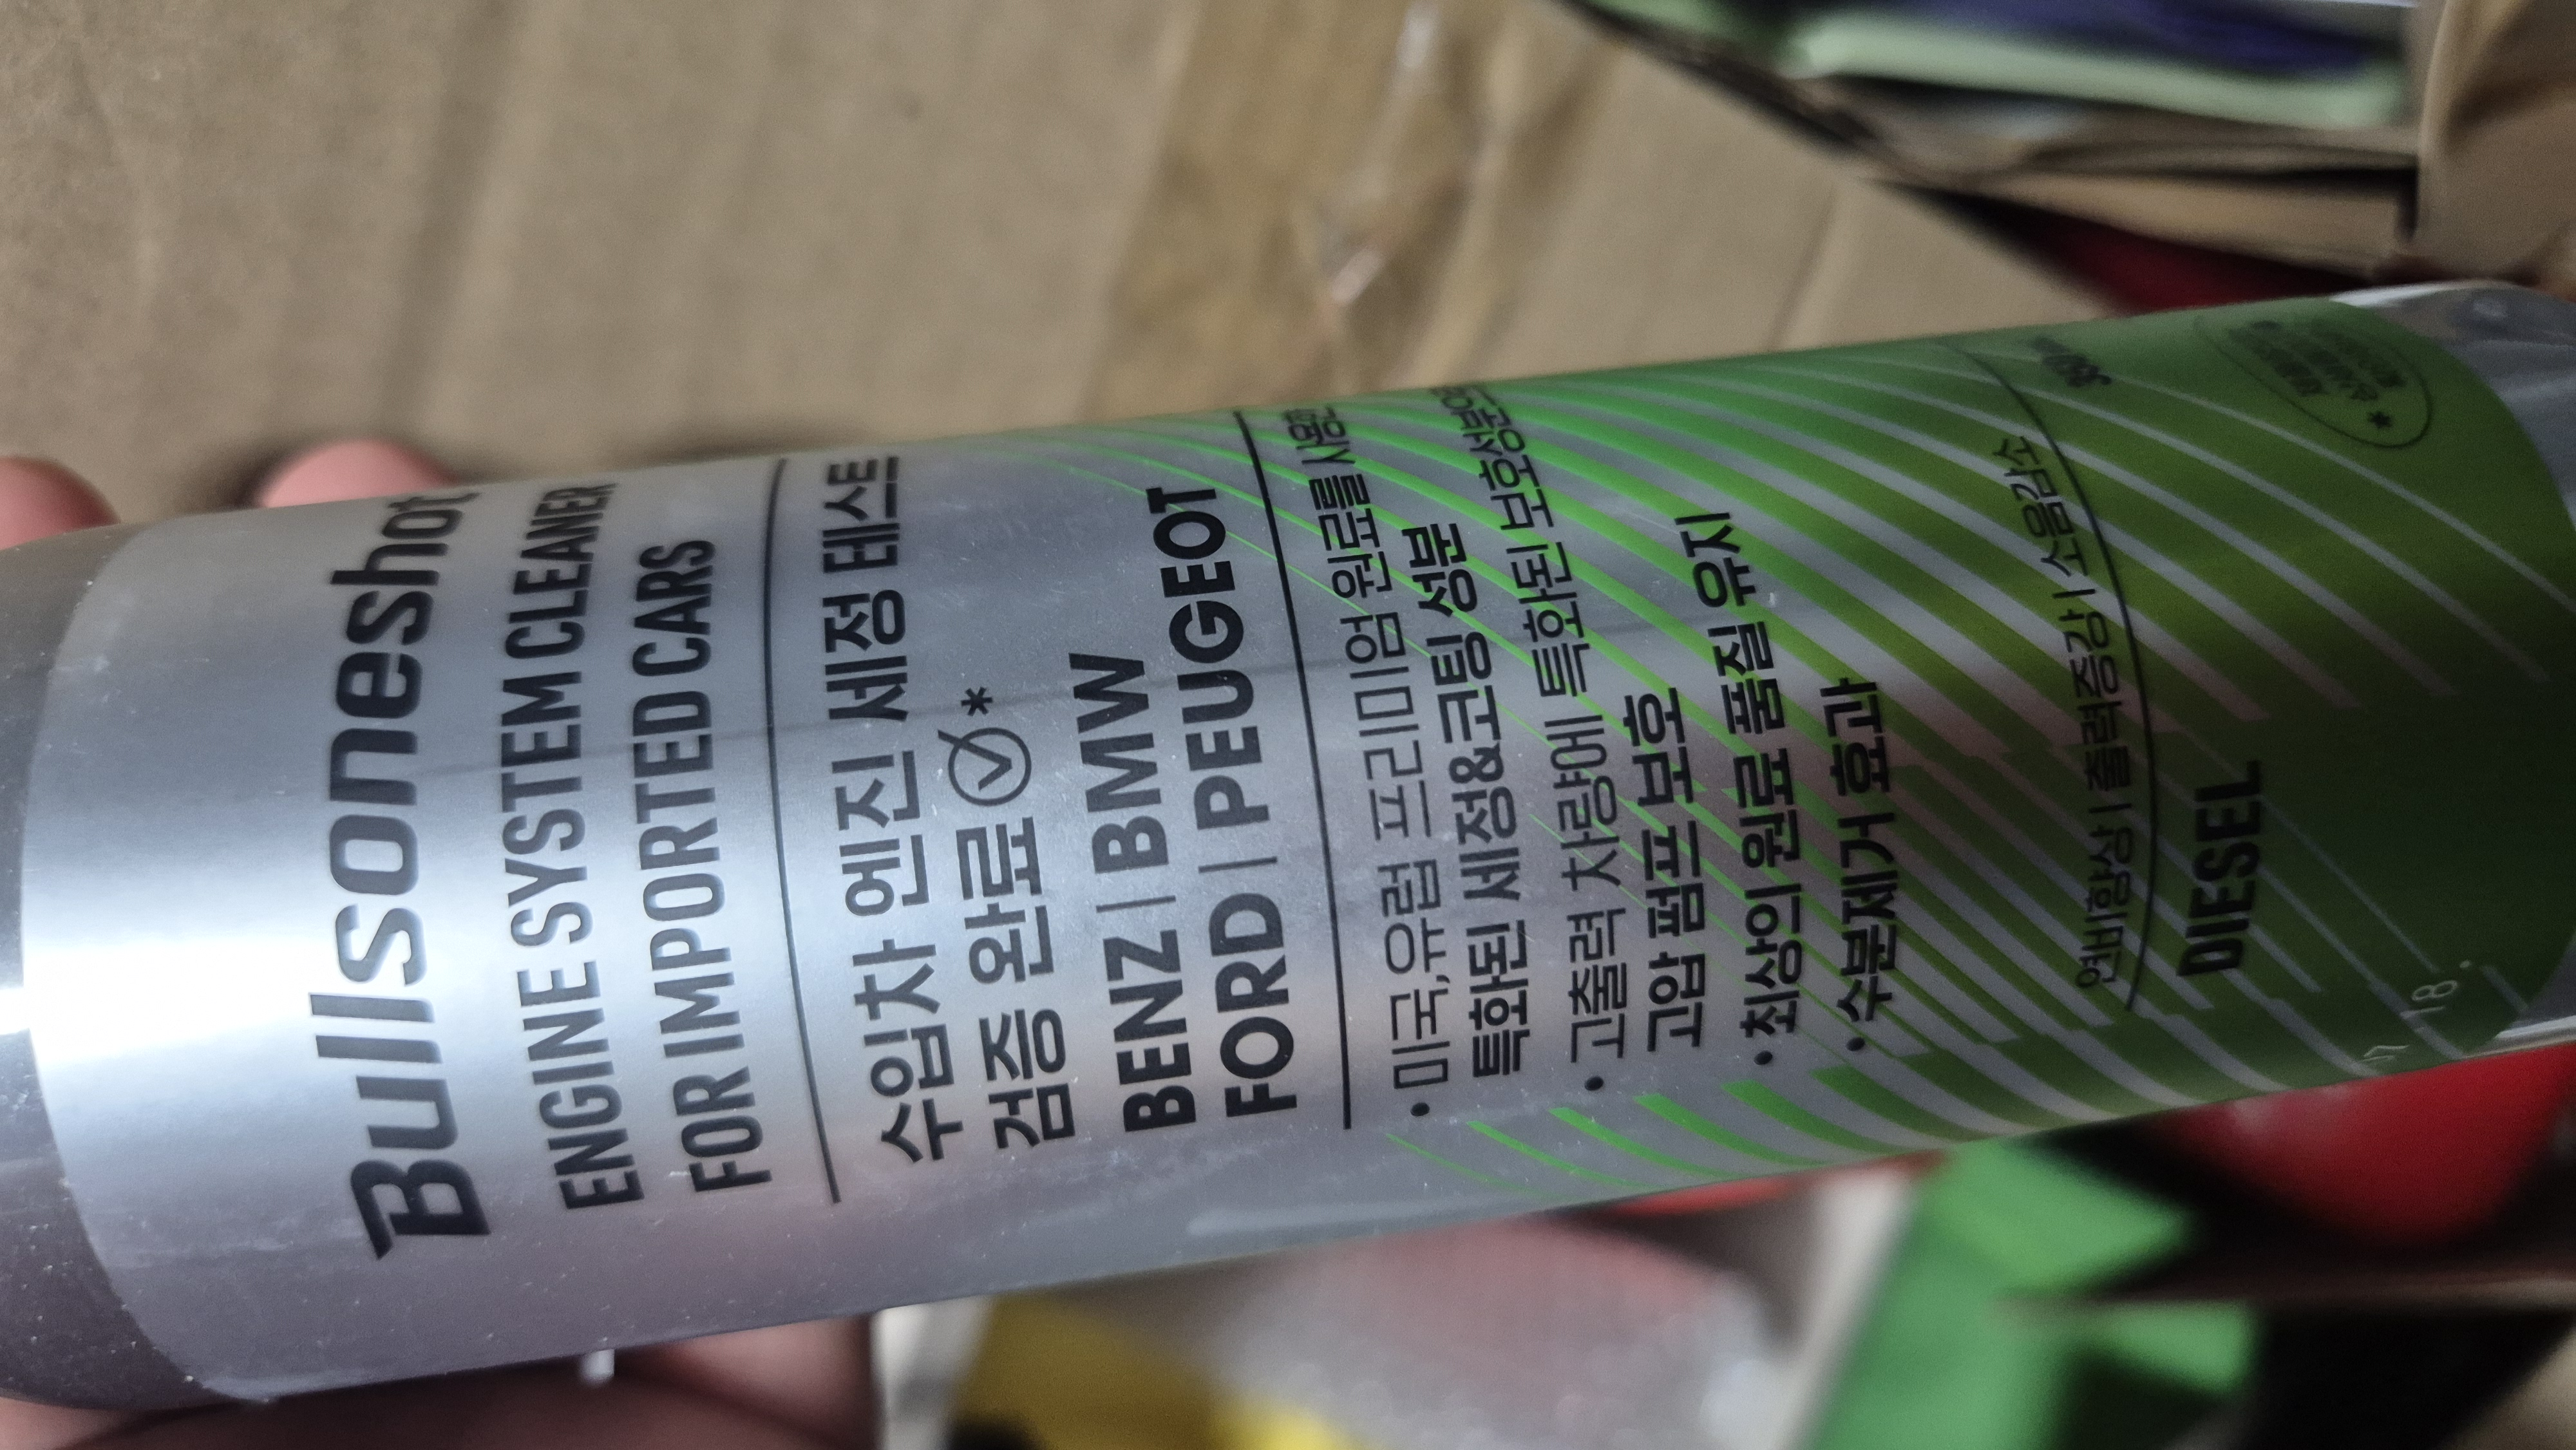 Bullsoneshot
ENGINE SYSTEM CLEANER
FOR IMPORTED CARS
수입차 엔진 세정 테스트
검증 완료 *
BENZ | BMW
FORD | PEUGEOT
• 미국,유럽 프리미엄 원료를 사용한
특화된 세정&코팅 성분
• 고출력 차량에 특화된 보호성분
고압 펌프 보호
• 최상의 원료 품질 유지
• 수분제거 효과
연비향상 | 출력증강 | 소음감소
DIESEL